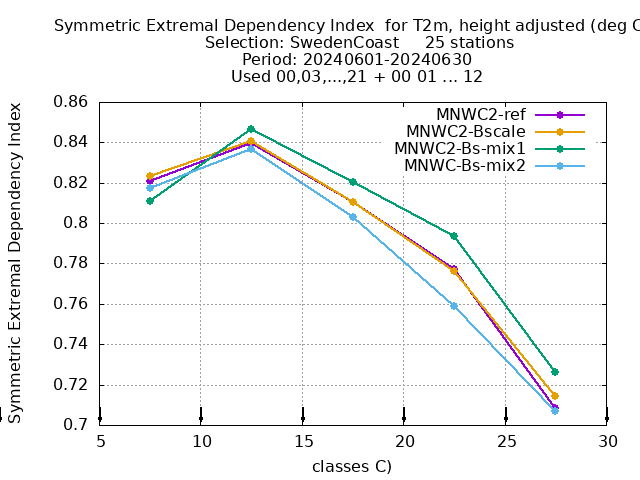 Symmetric Extremal Dependency Index  for T2m, height adjusted (deg C
Selection: SwedenCoast     25 stations
Period: 20240601-20240630
Used 00,03,...,21 + 00 01 ... 12
MNWC2-ref
MNWC2-Bscale
MNWC2-Bs-mix1
MNWC-Bs-mix2
Symmetric Extremal Dependency Index
0.86
0.84
0.82
0.8
0.78
0.76
0.74
0.72
0.7
5 10 15 20 25 30
classes C)